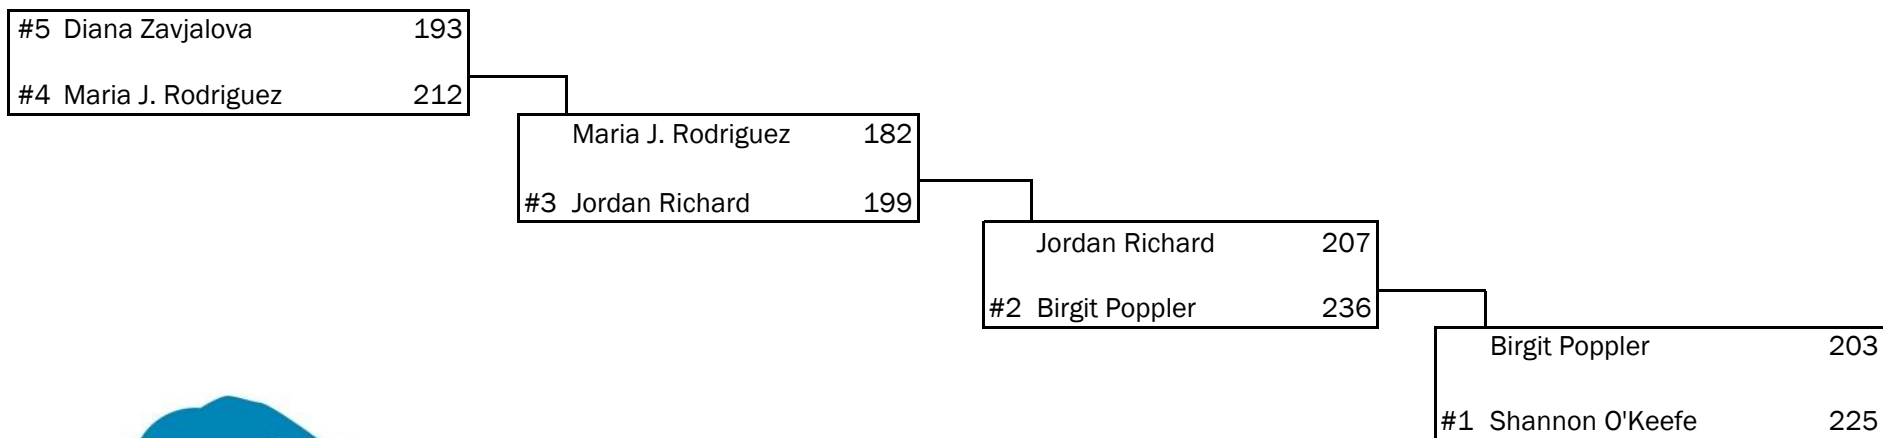 #5 Diana Zavjalova 193
#4 Maria J. Rodriguez 212
Maria J. Rodriguez 182
#3 Jordan Richard 199
Jordan Richard 207
#2 Birgit Poppler 236
Birgit Poppler 203
#1 Shannon O'Keefe 225